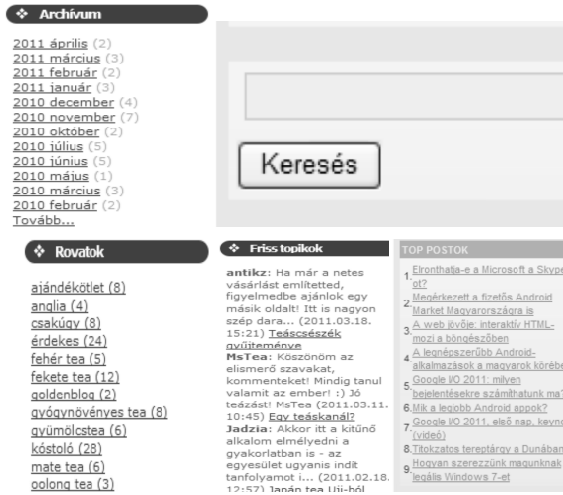 Archívum
2011 április (2)
2011 március (3)
2011 február (2)
2011 január (3)
2010 december (4)
2010 november (7)
2010 október (2)
2010 július (5)
2010 június (5)
2010 május (1)
2010 március (3)
2010 február (2)
Tovább...
Keresés
Rovatok
ajándékötlet (8)
anglia (4)
csakúgy (8)
érdekes (24)
fehér tea (5)
fekete tea (12)
goldenblog (2)
gyógynövényes tea (8)
gyümölcstea (6)
kóstoló (28)
mate tea (6)
oolong tea (3)
Friss topikok
antikz: Ha már a netes
vásárlást említetted,
figyelmedbe ajánlok egy
másik oldalt! Itt is nagyon
szép dara... (2011.03.18.
15:21) Teáscsészék
gyűjteménye
MsTea: Köszönöm az
elismerő szavakat,
kommenteket! Mindig tanul
valamit az ember! :) Jó
teázást! MsTea (2011.03.11.
10:45) Egy teáskanál?
Jadzia: Akkor itt a kitűnő
alkalom elmélyedni a
gyakorlatban is - az
egyesület ugyanis indít
tanfolyamot i... (2011.02.18.
12:57) Japán tea Uji-ból
TOP POSTOK
1. Elronthatja-e a Microsoft a Skype
ot?
2. Megérkezett a fizetős Android
Market Magyarországra is
3. A web jövője: interaktív HTML-
mozi a böngészőben
4. A legnépszerűbb Android-
alkalmazások a magyarok körébe
5. Google I/O 2011: milyen
bejelentésekre számíthatunk ma?
6. Mik a legjobb Android appok?
7. Google I/O 2011, első nap, keyno
(videó)
8. Titokzatos tereptárgy a Dunában
9. Hogyan szerezzünk magunknak
legális Windows 7-et